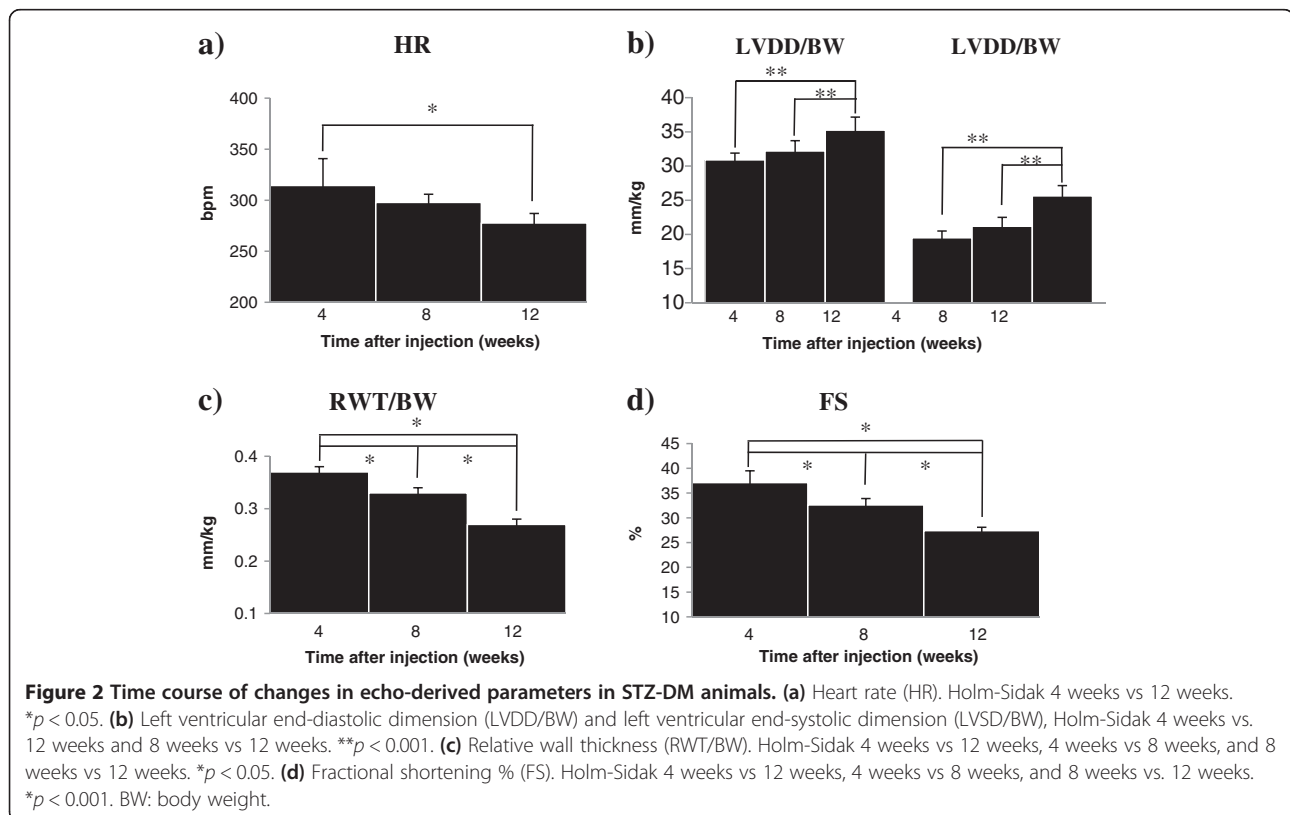 a) HR
b) LVDD/BW LVDD/BW
400
350
300
250
200
bpm
*
4 8 12
Time after injection (weeks)
40
35
30
25
20
15
10
mm/kg
**
**
**
**
4 8 12 4 8 12
Time after injection (weeks)
c) RWT/BW
0.4
0.3
0.2
0.1
mm/kg
*
* *
4 8 12
Time after injection (weeks)
d) FS
45
40
35
30
25
20
15
10
%
*
* *
4 8 12
Time after injection (weeks)
Figure 2 Time course of changes in echo-derived parameters in STZ-DM animals. (a) Heart rate (HR). Holm-Sidak 4 weeks vs 12 weeks.
*p < 0.05. (b) Left ventricular end-diastolic dimension (LVDD/BW) and left ventricular end-systolic dimension (LVSD/BW), Holm-Sidak 4 weeks vs.
12 weeks and 8 weeks vs 12 weeks. **p < 0.001. (c) Relative wall thickness (RWT/BW). Holm-Sidak 4 weeks vs 12 weeks, 4 weeks vs 8 weeks, and 8
weeks vs 12 weeks. *p < 0.05. (d) Fractional shortening % (FS). Holm-Sidak 4 weeks vs 12 weeks, 4 weeks vs 8 weeks, and 8 weeks vs. 12 weeks.
*p < 0.001. BW: body weight.